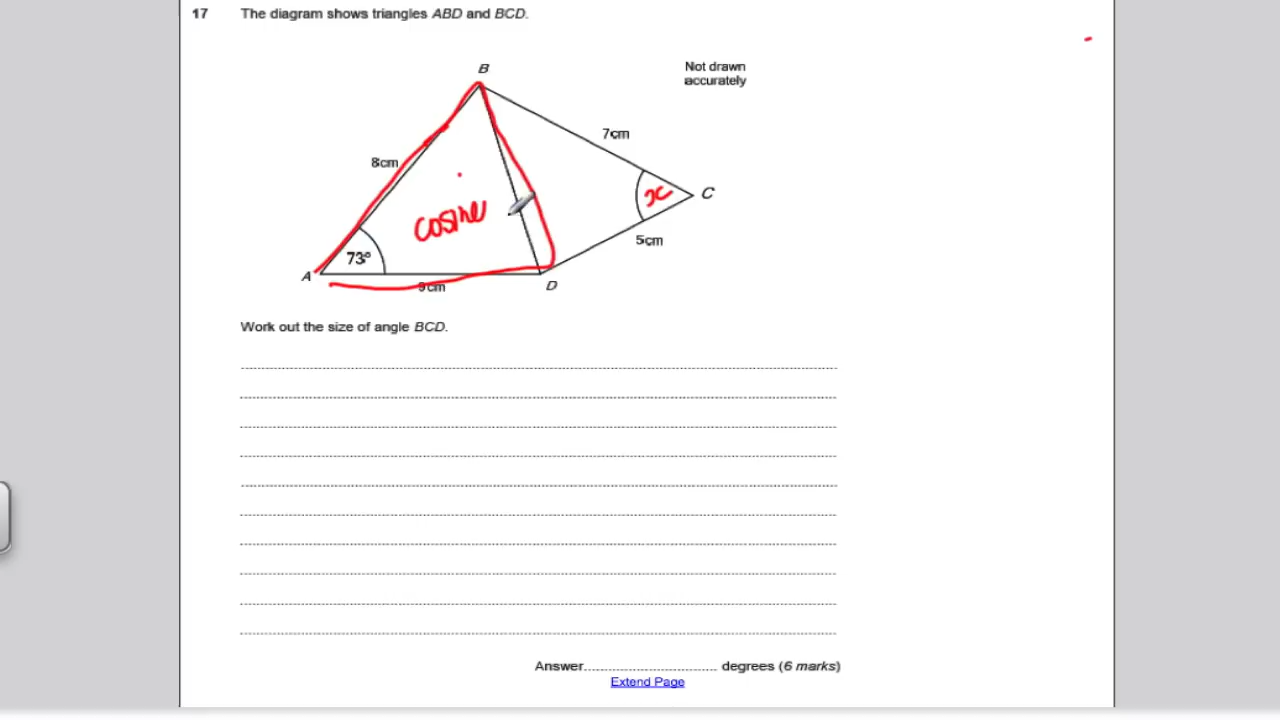 17 The diagram shows triangles ABD and BCD.
B
Not drawn
accurately
7cm
8cm
x
C
cosine
5cm
73°
A
9cm
D
Work out the size of angle BCD.
Answer.................................. degrees (6 marks)
Extend Page